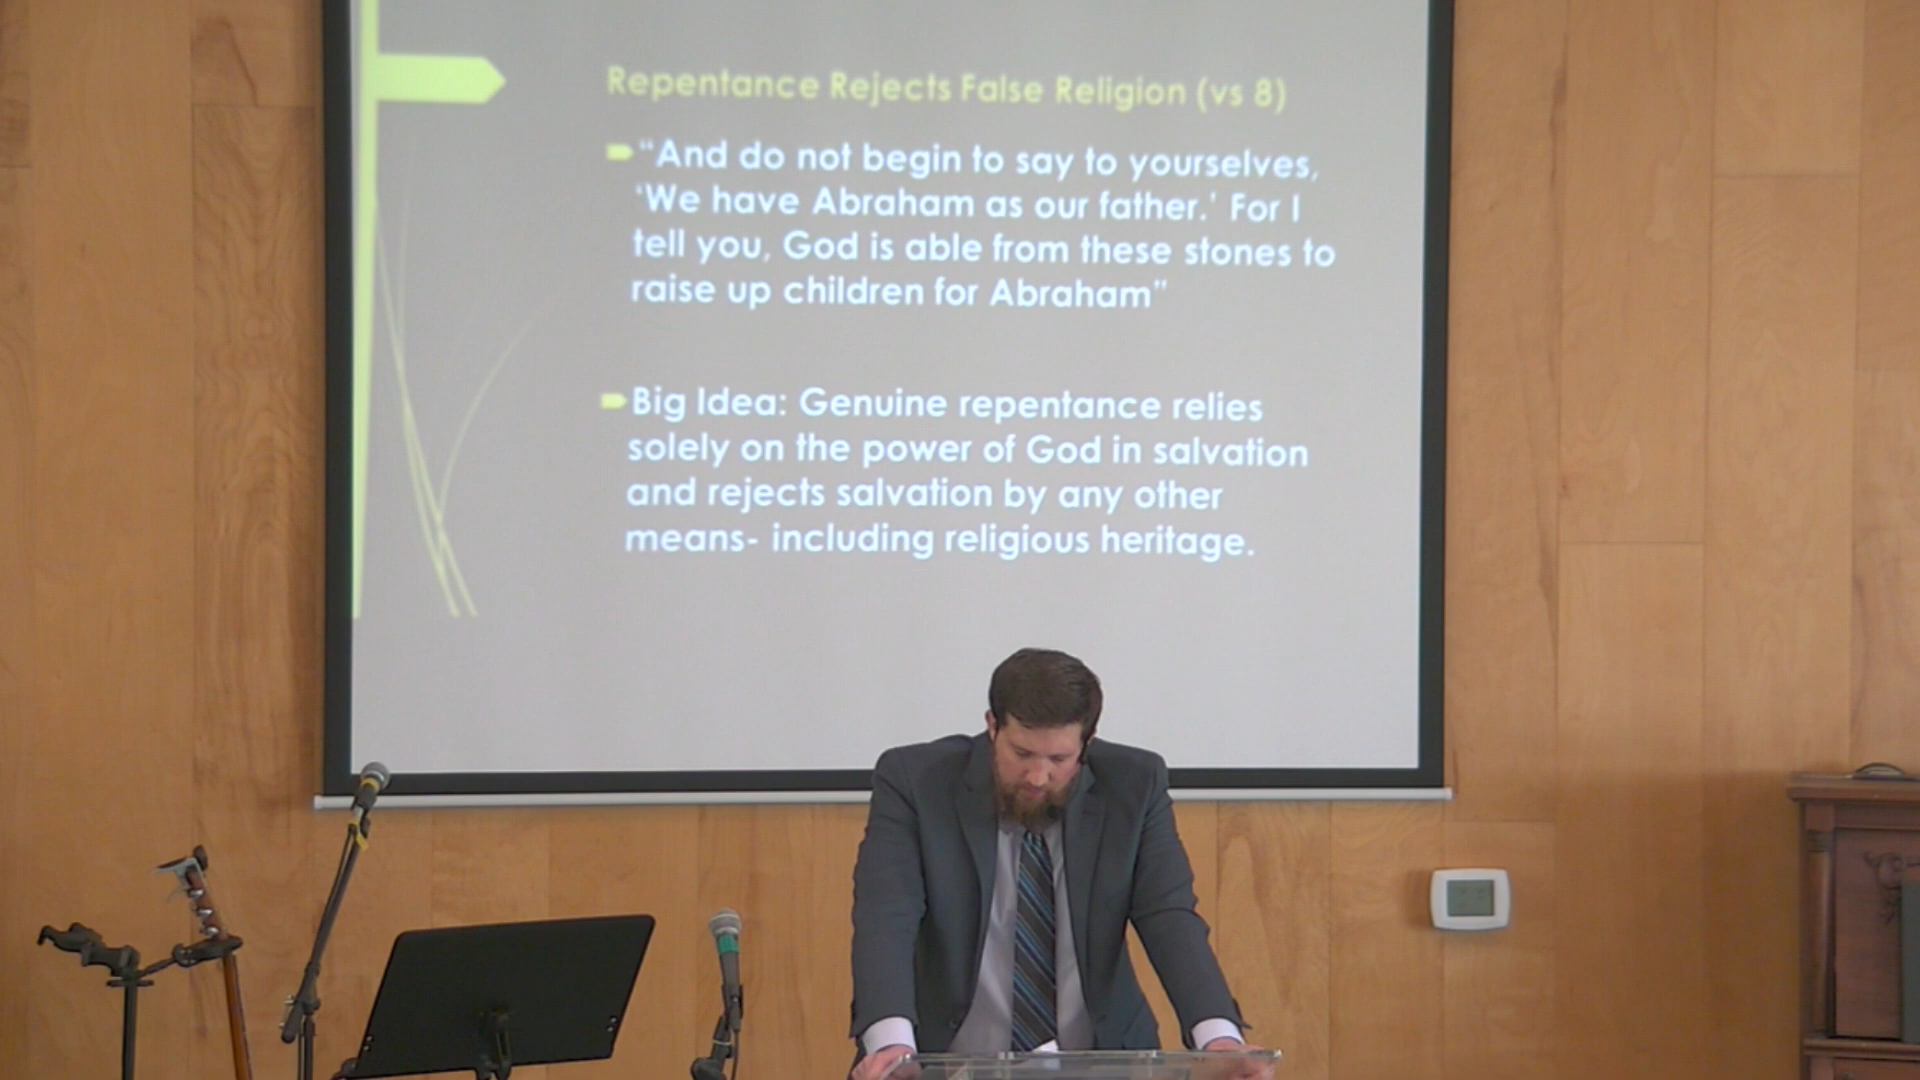 Repentance Rejects False Religion (vs 8)
“And do not begin to say to yourselves,
‘We have Abraham as our father.’ For I
tell you, God is able from these stones to
raise up children for Abraham”
Big Idea: Genuine repentance relies
solely on the power of God in salvation
and rejects salvation by any other
means- including religious heritage.